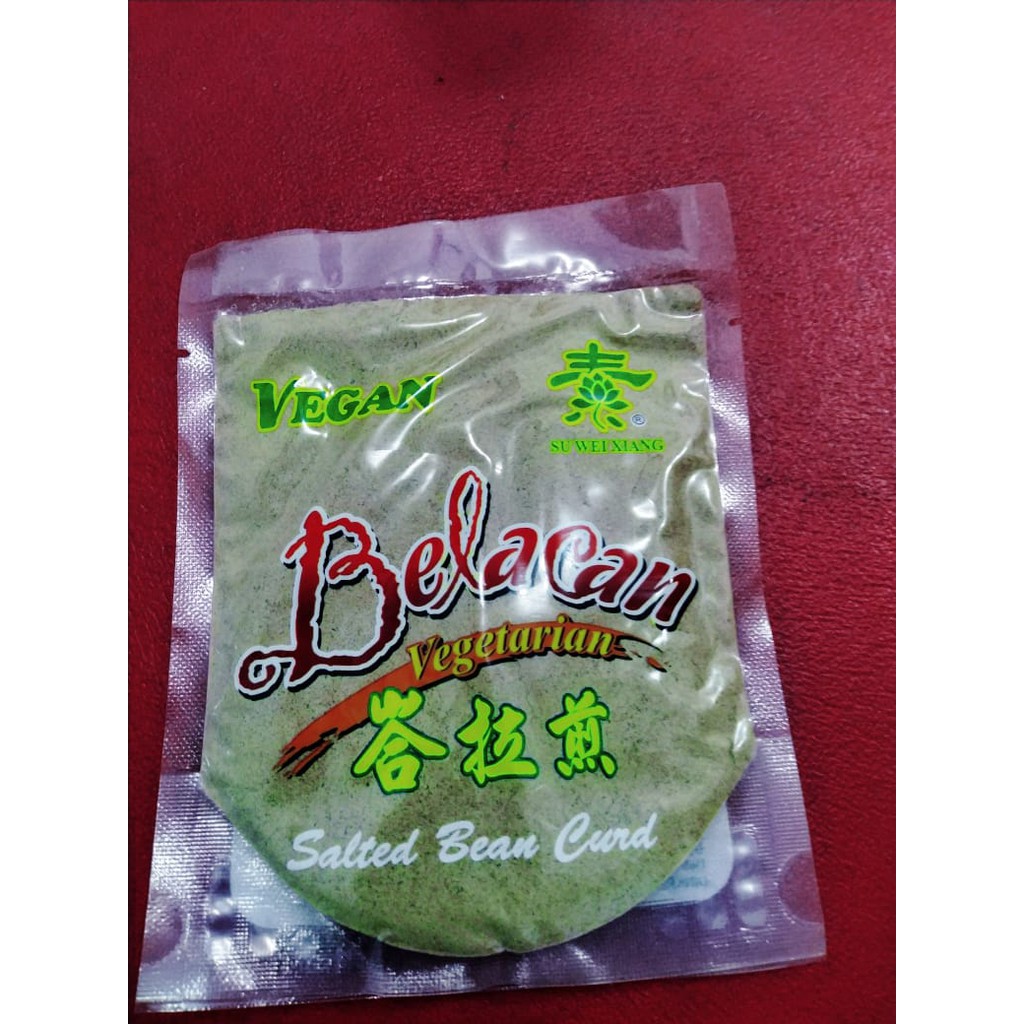 VEGAN
素
®
SU WEI XIANG
Belacan
Vegetarian
峇拉煎
Salted Bean Curd